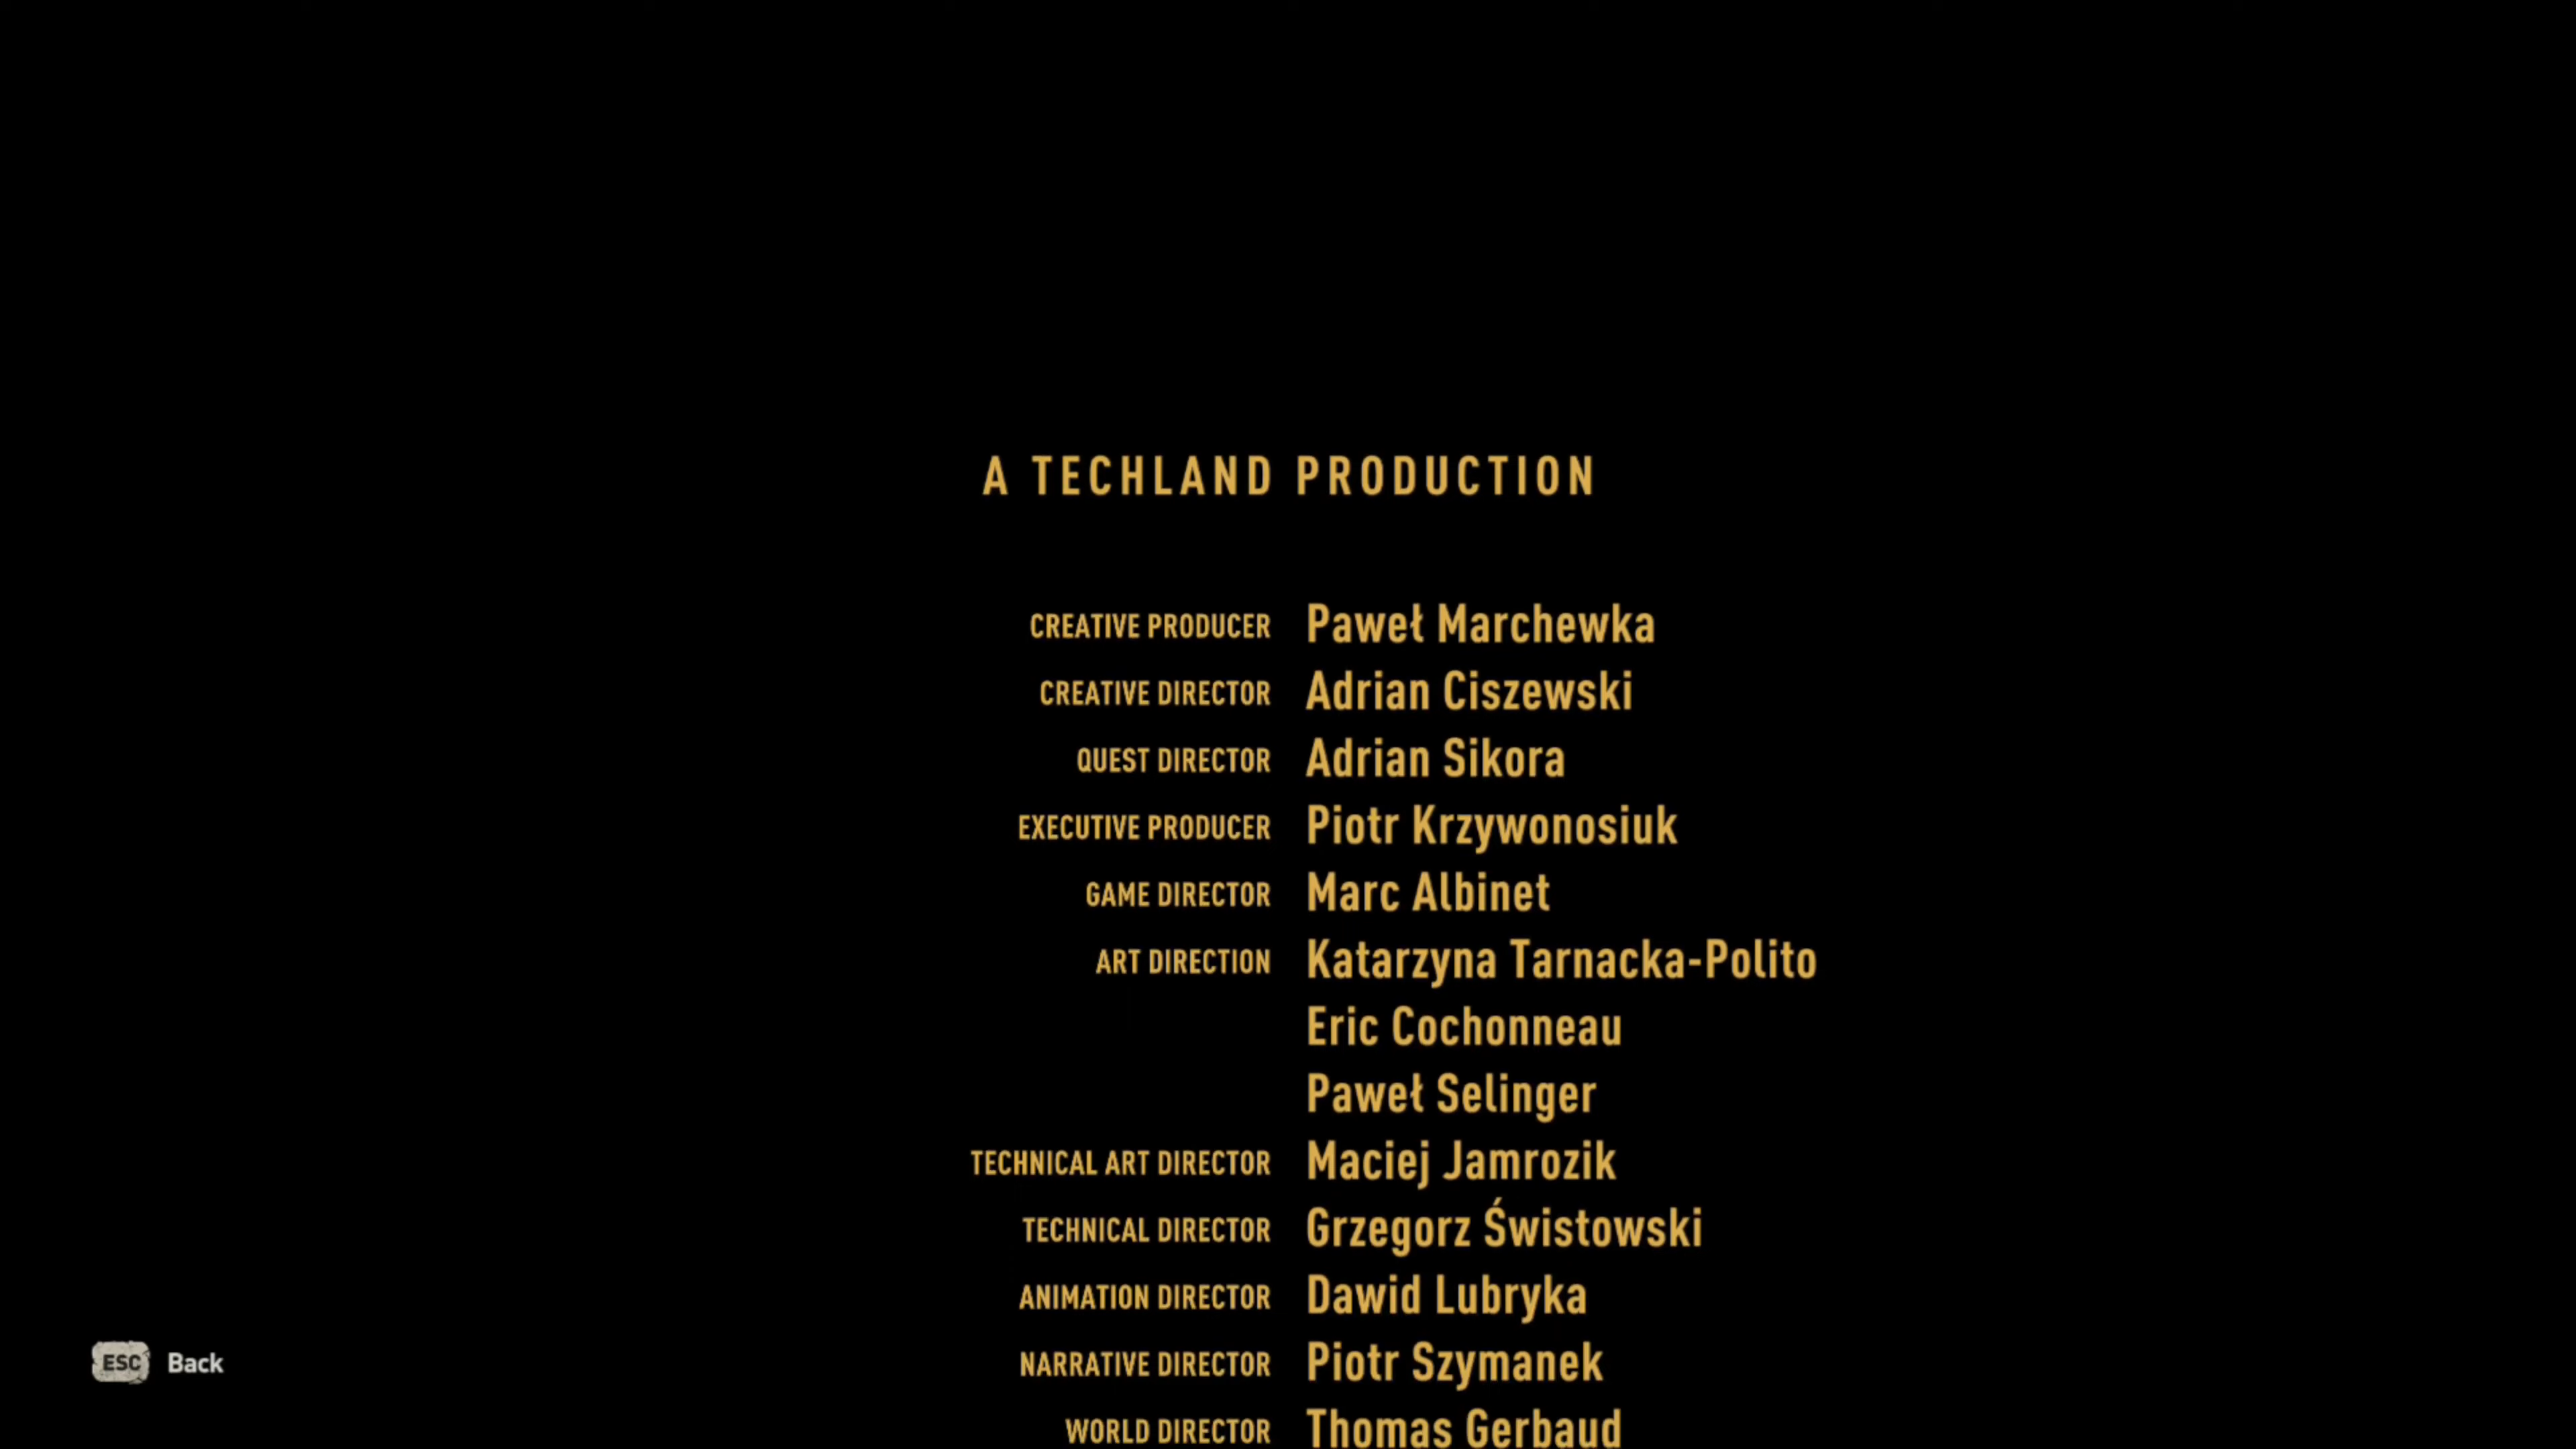 A TECHLAND PRODUCTION
CREATIVE PRODUCER Paweł Marchewka
CREATIVE DIRECTOR Adrian Ciszewski
QUEST DIRECTOR Adrian Sikora
EXECUTIVE PRODUCER Piotr Krzywonosiuk
GAME DIRECTOR Marc Albinet
ART DIRECTION Katarzyna Tarnacka-Polito
Eric Cochonneau
Paweł Selinger
TECHNICAL ART DIRECTOR Maciej Jamrozik
TECHNICAL DIRECTOR Grzegorz Świstowski
ANIMATION DIRECTOR Dawid Lubryka
NARRATIVE DIRECTOR Piotr Szymanek
WORLD DIRECTOR Thomas Gerbaud
ESC Back